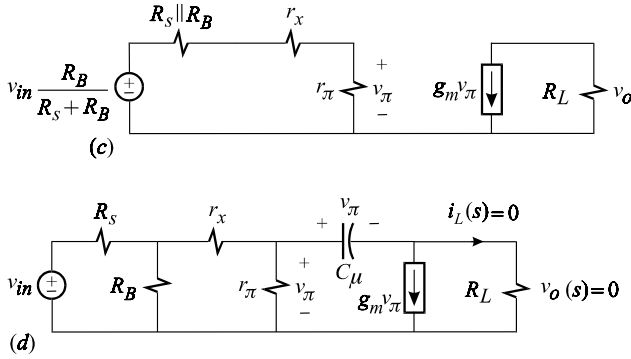 R_s||R_B
r_x
v_in R_B / (R_s + R_B)
+
−
r_π
+
v_π
−
g_m v_π
R_L
v_o
(c)
R_s
r_x
v_π
+
−
i_L(s)=0
v_in
+
−
R_B
r_π
+
v_π
−
C_μ
g_m v_π
R_L
v_o(s)=0
(d)